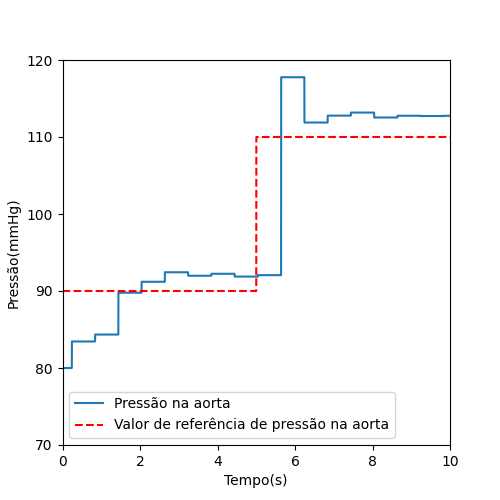 120
110
100
90
80
70
Pressão(mmHg)
Pressão na aorta
Valor de referência de pressão na aorta
0 2 4 6 8 10
Tempo(s)